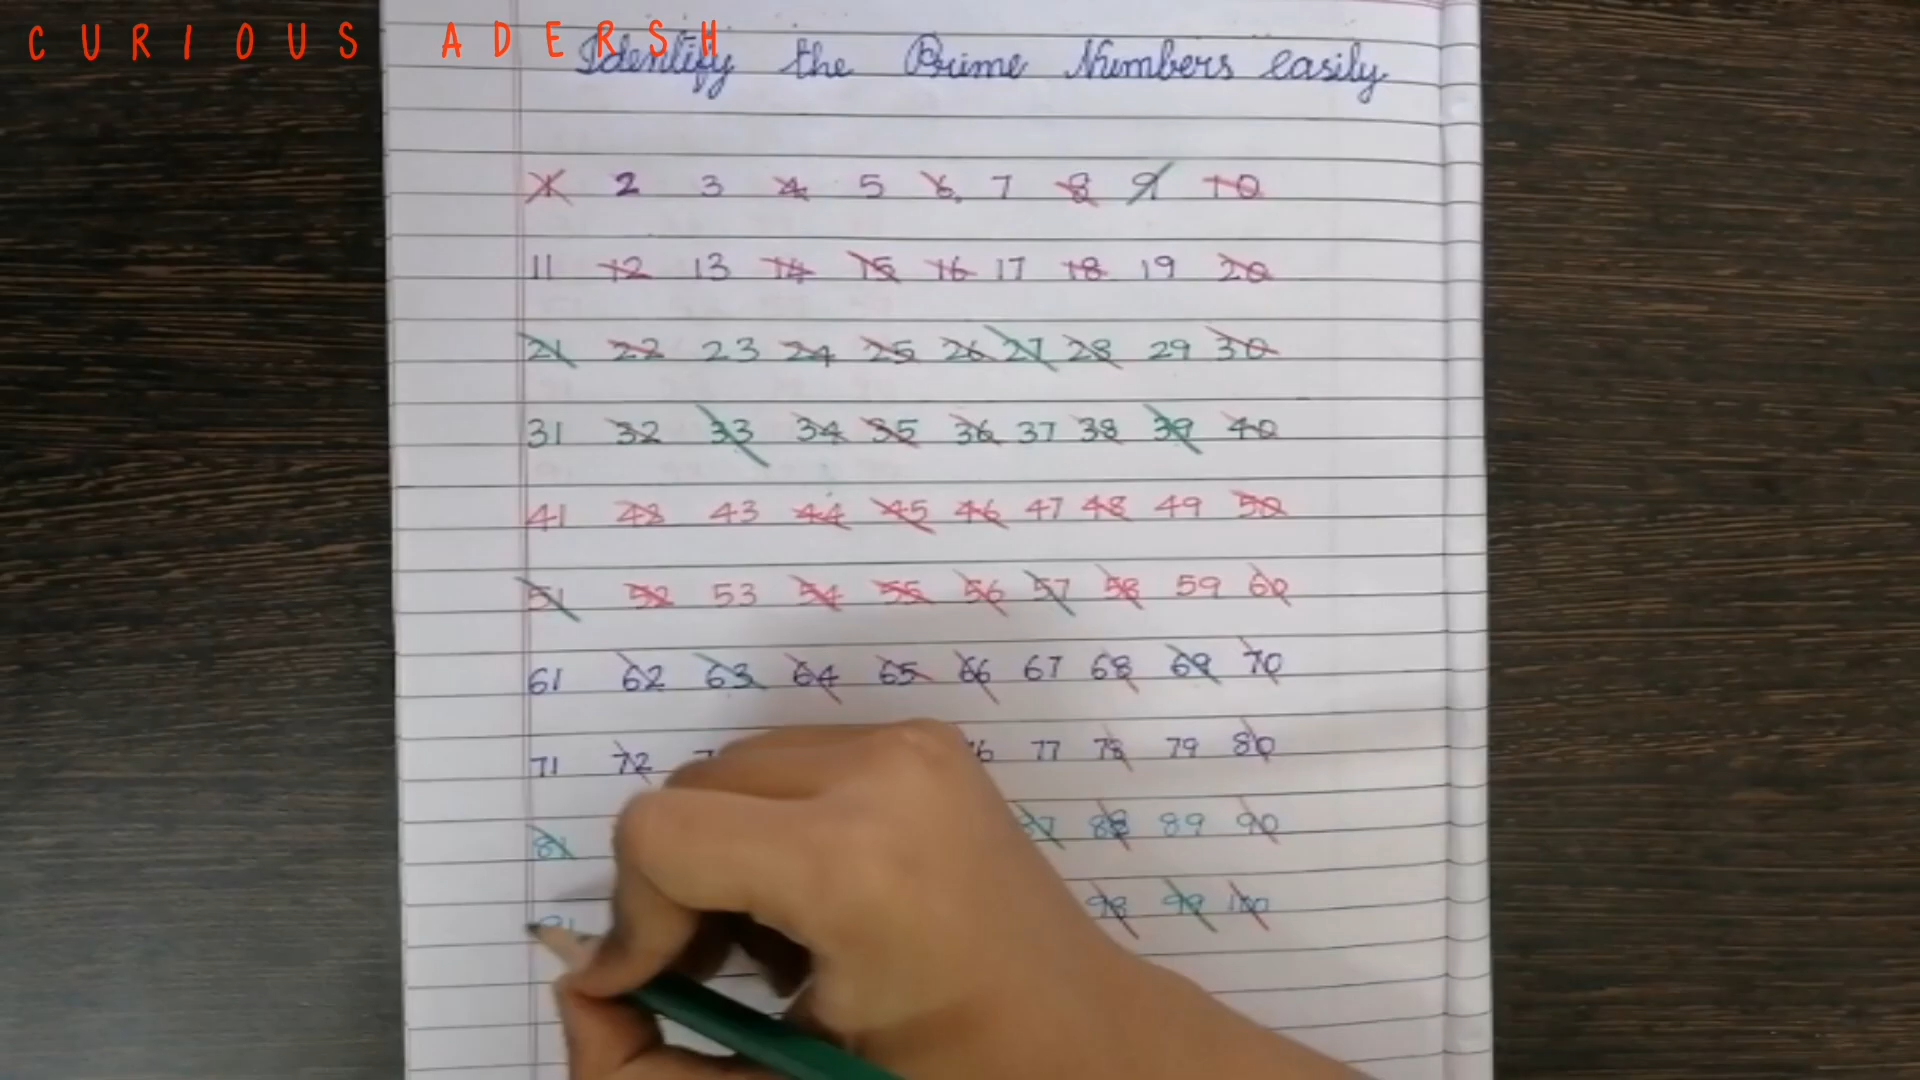 CURIOUS ADERSH
Identify the Prime Numbers easily
1 2 3 4 5 6 7 8 9 10
11 12 13 14 15 16 17 18 19 20
21 22 23 24 25 26 27 28 29 30
31 32 33 34 35 36 37 38 39 40
41 42 43 44 45 46 47 48 49 50
51 52 53 54 55 56 57 58 59 60
61 62 63 64 65 66 67 68 69 70
71 72 77 78 79 80
81 87 88 89 90
91 98 99 100